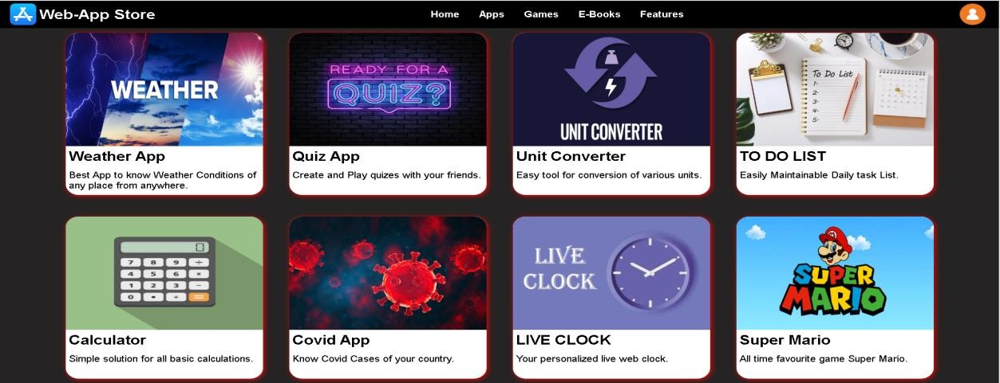 Web-App Store
Home Apps Games E-Books Features
WEATHER
Weather App
Best App to know Weather Conditions of
any place from anywhere.
READY FOR A
QUIZ?
Quiz App
Create and Play quizes with your friends.
UNIT CONVERTER
Unit Converter
Easy tool for conversion of various units.
To Do List
1-
2-
3-
4-
5-
TO DO LIST
Easily Maintainable Daily task List.
0
7 8 9 ÷
4 5 6 ×
1 2 3 −
0 • + =
Calculator
Simple solution for all basic calculations.
Covid App
Know Covid Cases of your country.
LIVE
CLOCK
LIVE CLOCK
Your personalized live web clock.
SUPER
MARIO
Super Mario
All time favourite game Super Mario.